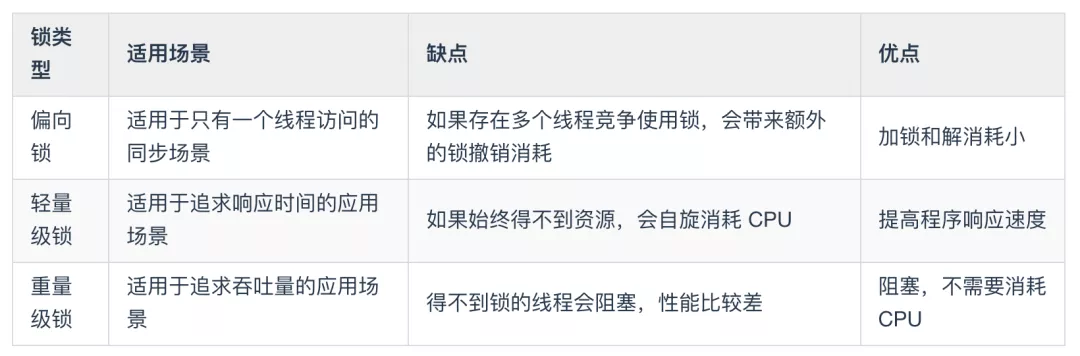 锁类型 适用场景 缺点 优点
偏向锁 适用于只有一个线程访问的同步场景 如果存在多个线程竞争使用锁，会带来额外的锁撤销消耗 加锁和解消耗小
轻量级锁 适用于追求响应时间的应用场景 如果始终得不到资源，会自旋消耗 CPU 提高程序响应速度
重量级锁 适用于追求吞吐量的应用场景 得不到锁的线程会阻塞，性能比较差 阻塞，不需要消耗 CPU